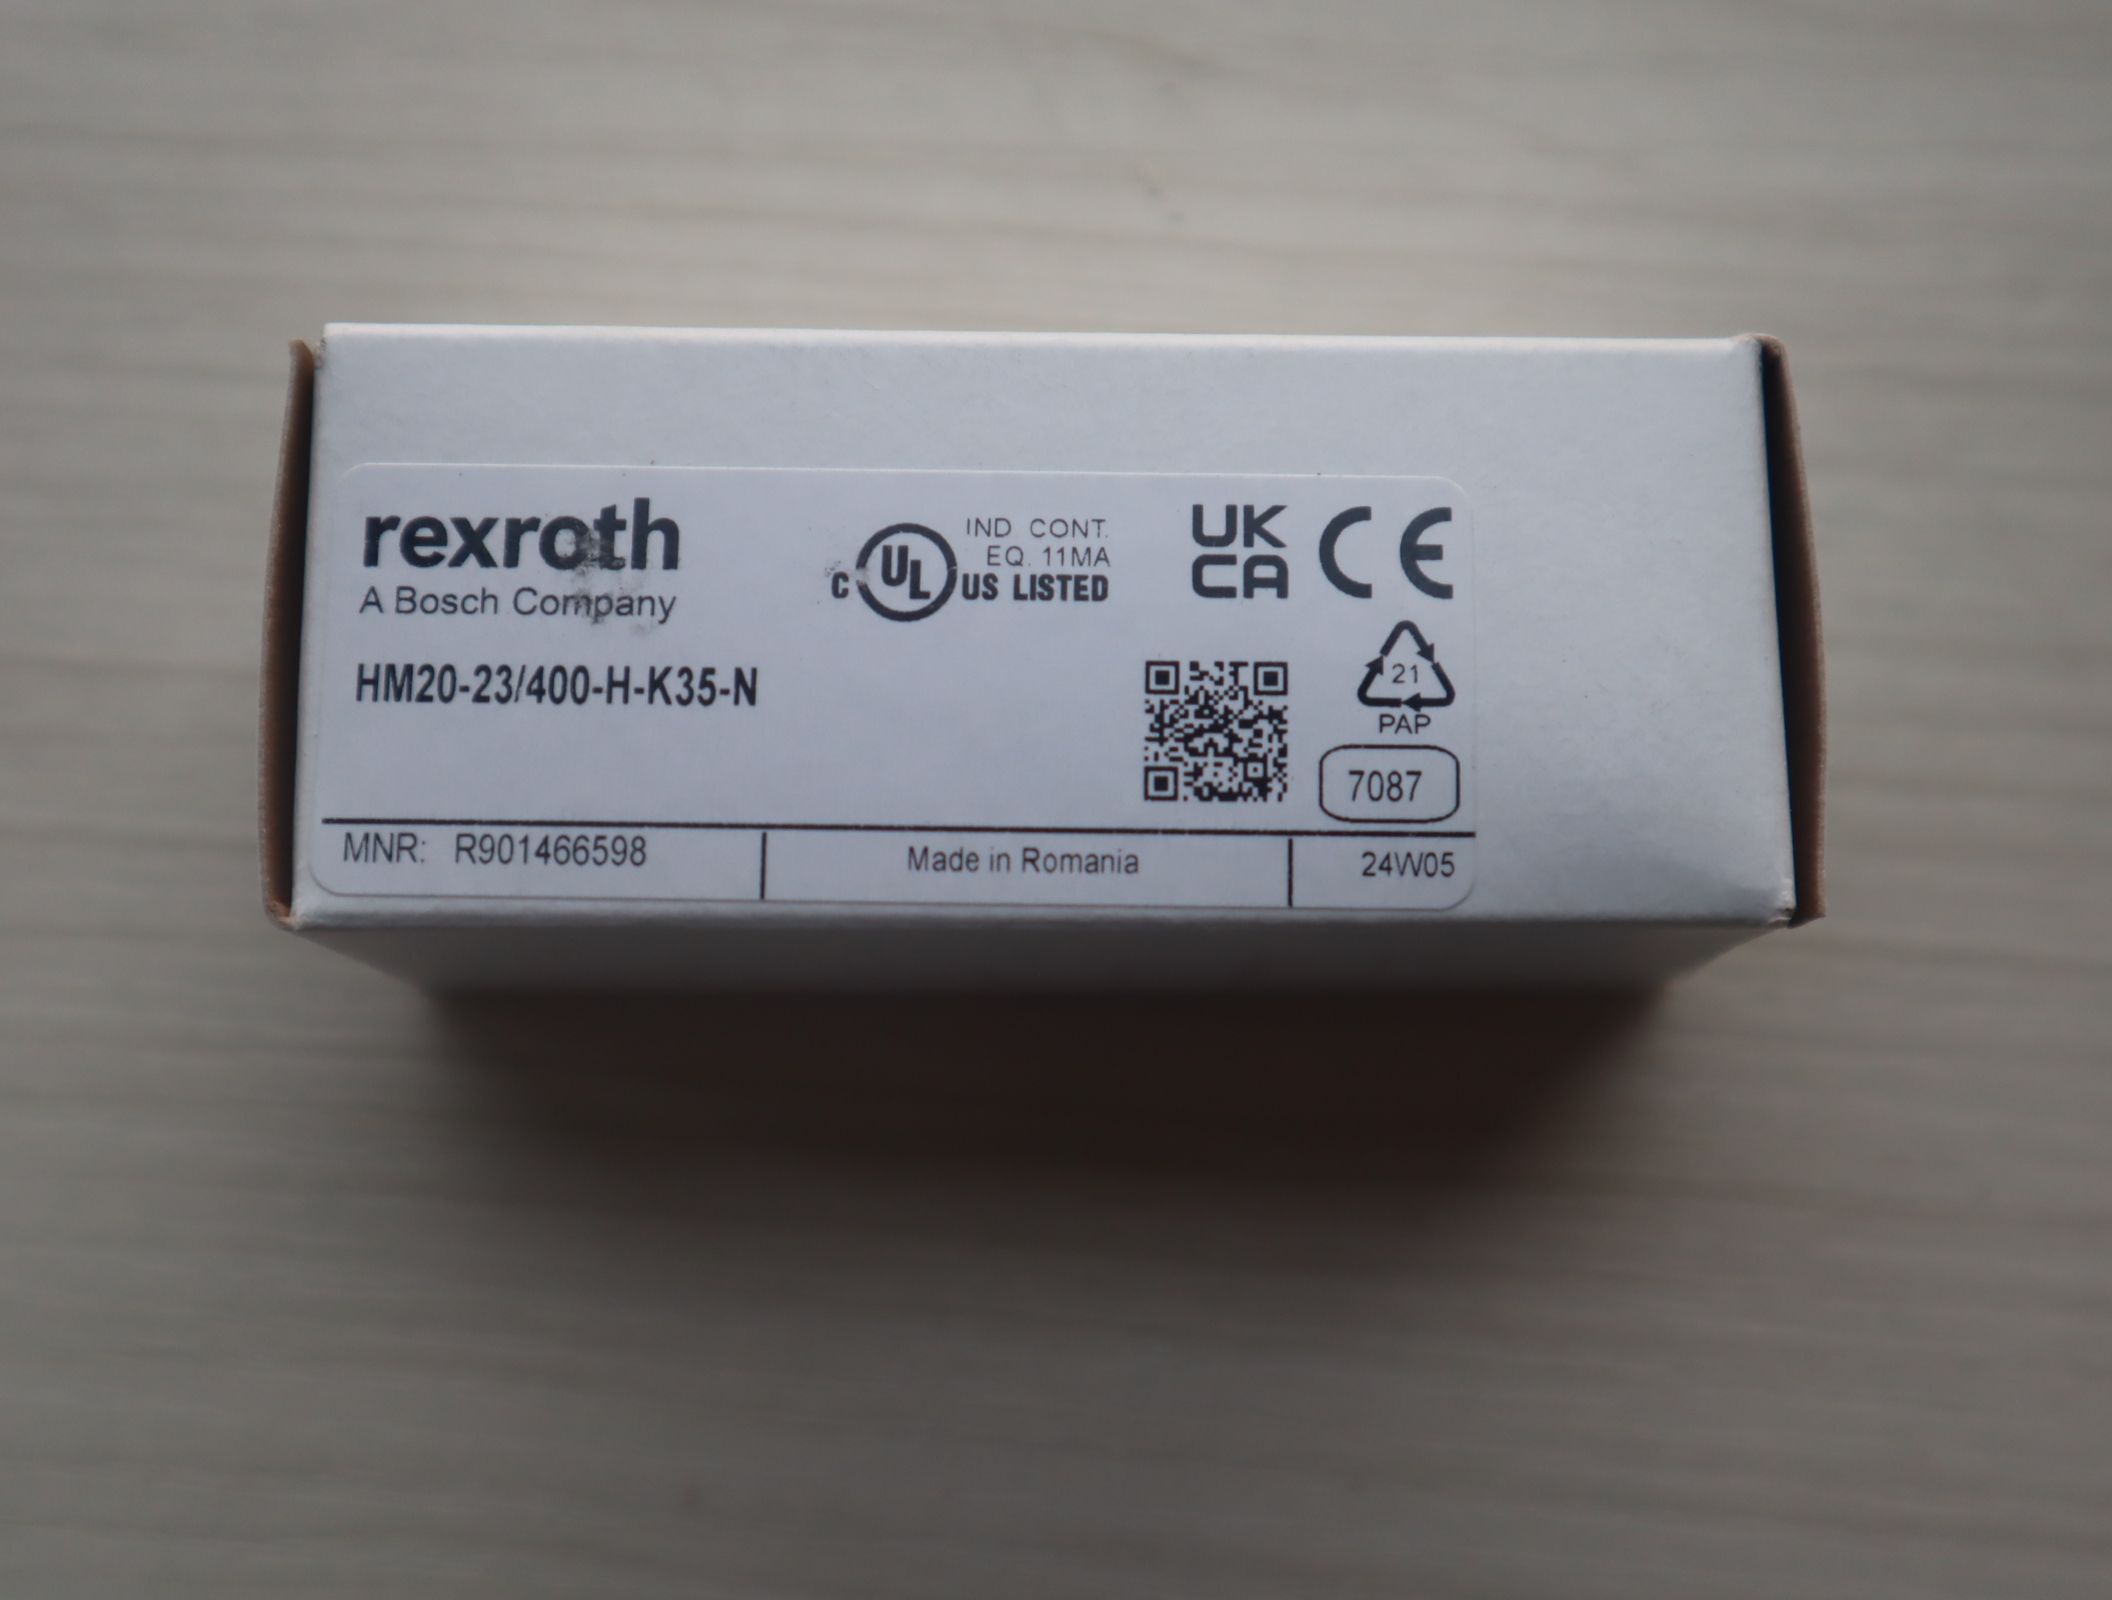 rexroth
A Bosch Company
C UL US LISTED
IND CONT.
EQ. 11MA
UK
CA
CE
HM20-23/400-H-K35-N
21
PAP
7087
MNR: R901466598
Made in Romania
24W05